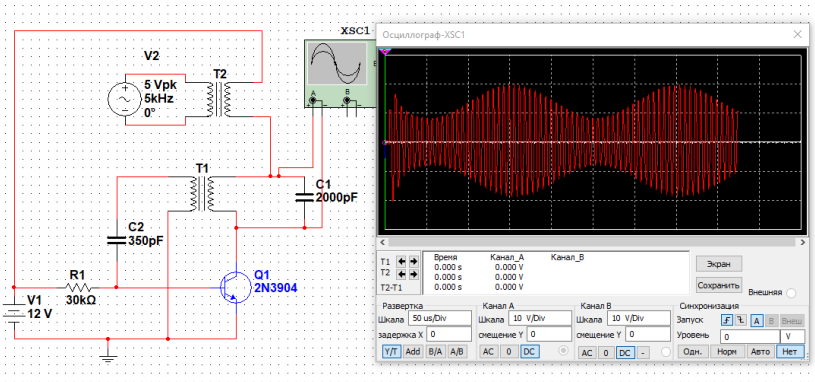 XSC1
V2
5 Vpk
5kHz
0°
T2
A
B
T1
C1
2000pF
C2
350pF
R1
30kΩ
Q1
2N3904
V1
12 V
Осциллограф-XSC1
Время Канал_A Канал_B
T1 0.000 s 0.000 V
T2 0.000 s 0.000 V
T2-T1 0.000 s 0.000 V
Экран
Сохранить
Внешняя
Развертка
Шкала 50 us/Div
задержка X 0
Y/T Add B/A A/B
Канал A
Шкала 10 V/Div
смещение Y 0
AC 0 DC
Канал B
Шкала 10 V/Div
смещение Y 0
AC 0 DC -
Синхронизация
Запуск A B Внеш
Уровень 0 V
Одн. Норм Авто Нет